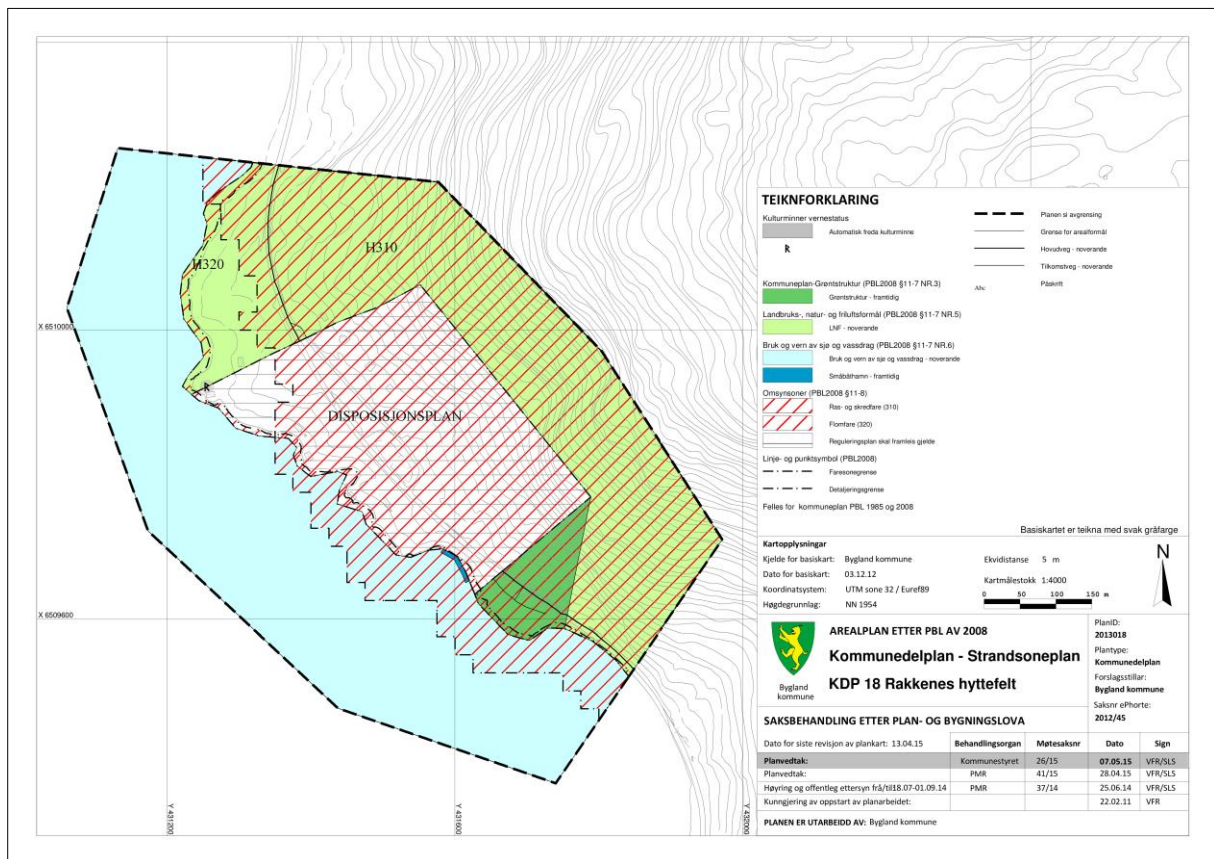 H310
H320
DISPOSISJONSPLAN
R
X 6510000
X 6509600
Y 431200
Y 431600
Y 432000
TEIKNFORKLARING
Kulturminner vernestatus
Automatisk freda kulturminne
R
Kommuneplan-Grøntstruktur (PBL2008 §11-7 NR.3)
Grøntstruktur - framtidig
Landbruks-, natur- og friluftsformål (PBL2008 §11-7 NR.5)
LNF - noverande
Bruk og vern av sjø og vassdrag (PBL2008 §11-7 NR.6)
Bruk og vern av sjø og vassdrag - noverande
Småbåthamn - framtidig
Omsynsoner (PBL2008 §11-8)
Ras- og skredfare (310)
Flomfare (320)
Reguleringsplan skal framleis gjelde
Linje- og punktsymbol (PBL2008)
Faresonegrense
Detaljeringsgrense
Felles for kommuneplan PBL 1985 og 2008
Planen si avgrensing
Grense for arealformål
Hovudveg - noverande
Tilkomstveg - noverande
Abc Påskrift
Basiskartet er teikna med svak gråfarge
Kartopplysningar
Kjelde for basiskart: Bygland kommune
Dato for basiskart: 03.12.12
Koordinatsystem: UTM sone 32 / Euref89
Høgdegrunnlag: NN 1954
Ekvidistanse 5 m
Kartmålestokk 1:4000
0 50 100 150 m
N
Bygland kommune
AREALPLAN ETTER PBL AV 2008
Kommunedelplan - Strandsoneplan
KDP 18 Rakkenes hyttefelt
PlanID:
2013018
Plantype:
Kommunedelplan
Forslagsstillar:
Bygland kommune
Saksnr ePhorte:
2012/45
SAKSBEHANDLING ETTER PLAN- OG BYGNINGSLOVA
Dato for siste revisjon av plankart: 13.04.15 Behandlingsorgan Møtesaksnr Dato Sign
Planvedtak: Kommunestyret 26/15 07.05.15 VFR/SLS
Planvedtak: PMR 41/15 28.04.15 VFR/SLS
Høyring og offentleg ettersyn frå/til18.07-01.09.14 PMR 37/14 25.06.14 VFR/SLS
Kunngjering av oppstart av planarbeidet: 22.02.11 VFR
PLANEN ER UTARBEIDD AV: Bygland kommune